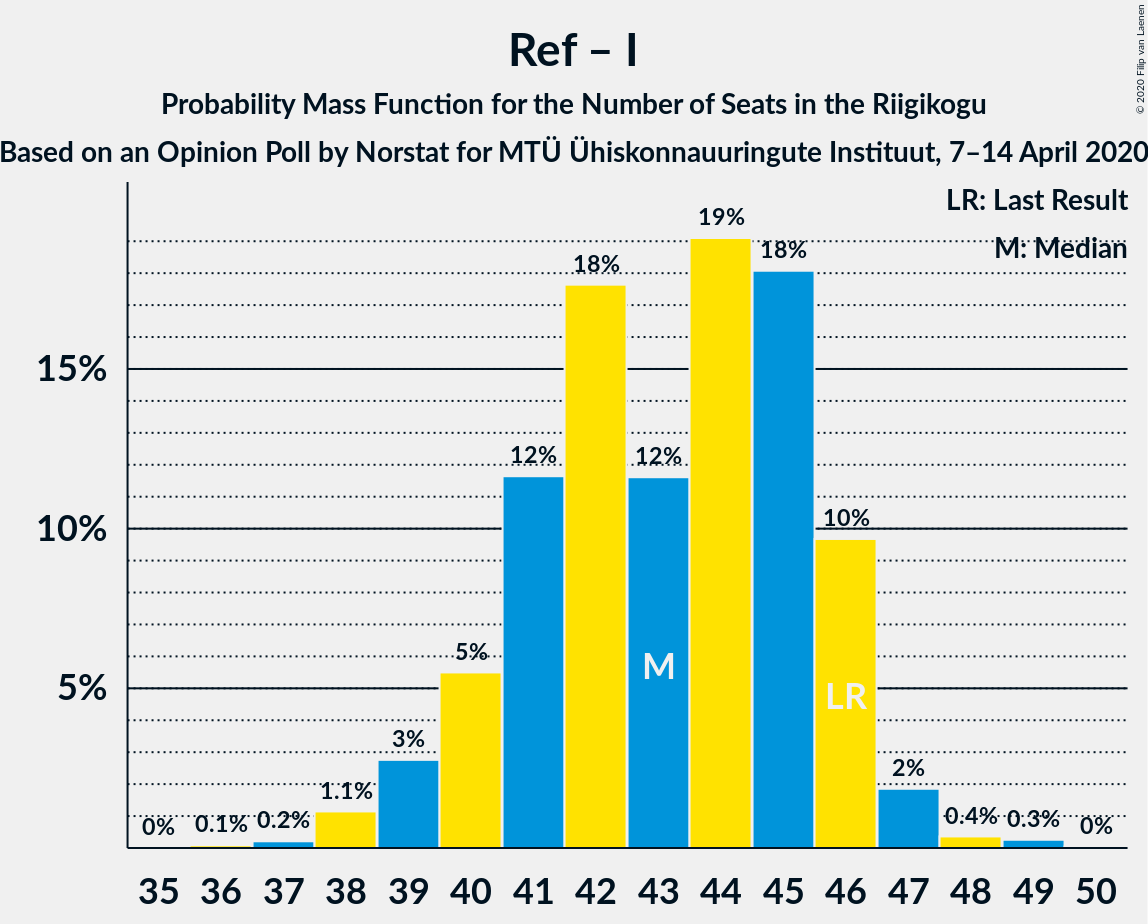 Ref – I
Probability Mass Function for the Number of Seats in the Riigikogu
Based on an Opinion Poll by Norstat for MTÜ Ühiskonnauuringute Instituut, 7–14 April 2020
© 2020 Filip van Laenen
LR: Last Result
M: Median
19%
18%
18%
15%
12%
12%
10%
10%
5%
M
5%
LR
3%
2%
1.1%
0%
0.1%
0.2%
0.4%
0.3%
0%
35 36 37 38 39 40 41 42 43 44 45 46 47 48 49 50